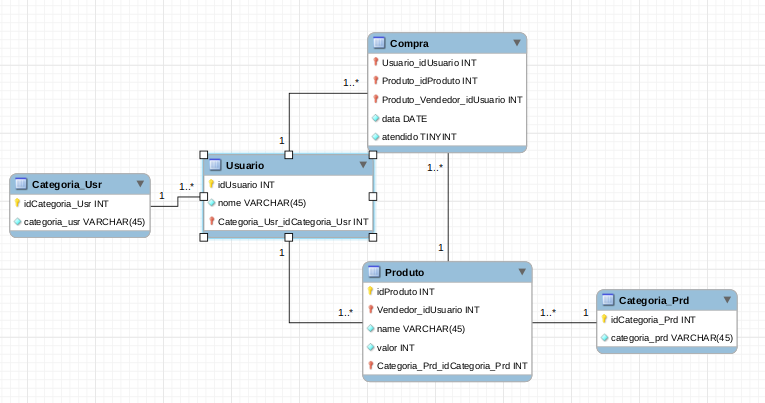 Compra
Usuario_idUsuario INT
Produto_idProduto INT
Produto_Vendedor_idUsuario INT
data DATE
atendido TINYINT
1..*
1
1..*
1
Usuario
idUsuario INT
nome VARCHAR(45)
Categoria_Usr_idCategoria_Usr INT
Categoria_Usr
idCategoria_Usr INT
categoria_usr VARCHAR(45)
1
1..*
1
1..*
Produto
idProduto INT
Vendedor_idUsuario INT
name VARCHAR(45)
valor INT
Categoria_Prd_idCategoria_Prd INT
1..*
1
Categoria_Prd
idCategoria_Prd INT
categoria_prd VARCHAR(45)